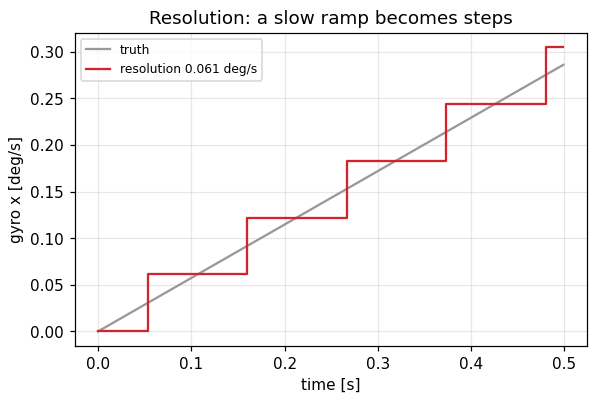 Resolution: a slow ramp becomes steps
truth
resolution 0.061 deg/s
gyro x [deg/s]
0.30
0.25
0.20
0.15
0.10
0.05
0.00
0.0 0.1 0.2 0.3 0.4 0.5
time [s]